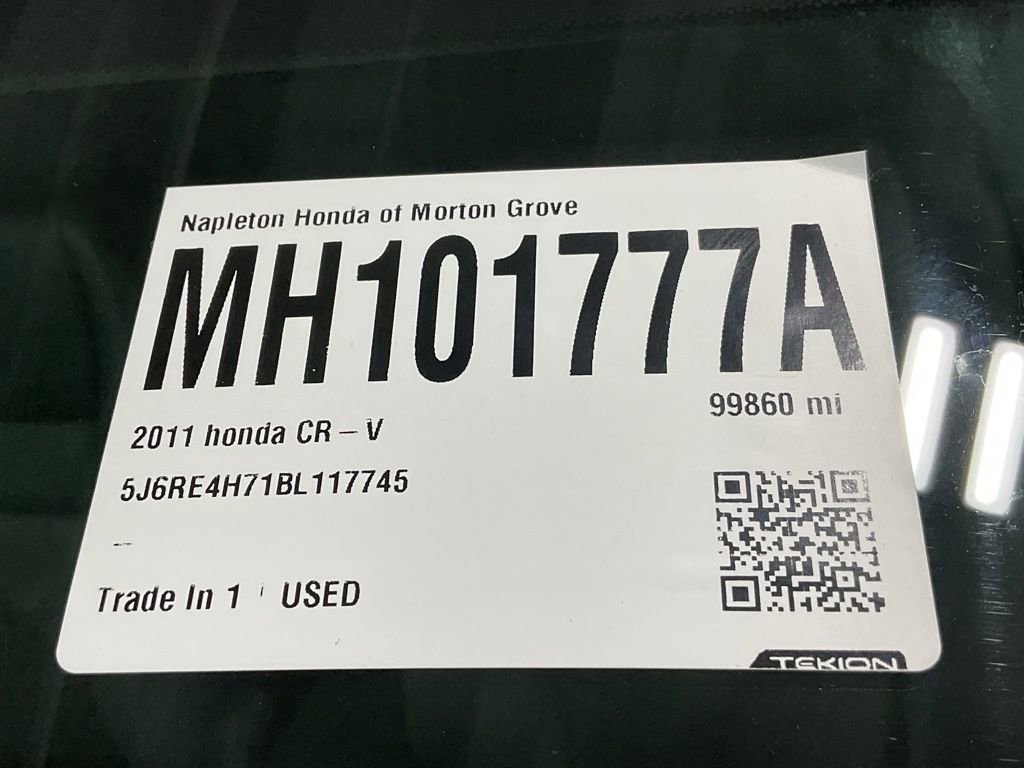 Napleton Honda of Morton Grove
MH101777A
99860 mi
2011 honda CR – V
5J6RE4H71BL117745
Trade In 1 ' USED
TEKION